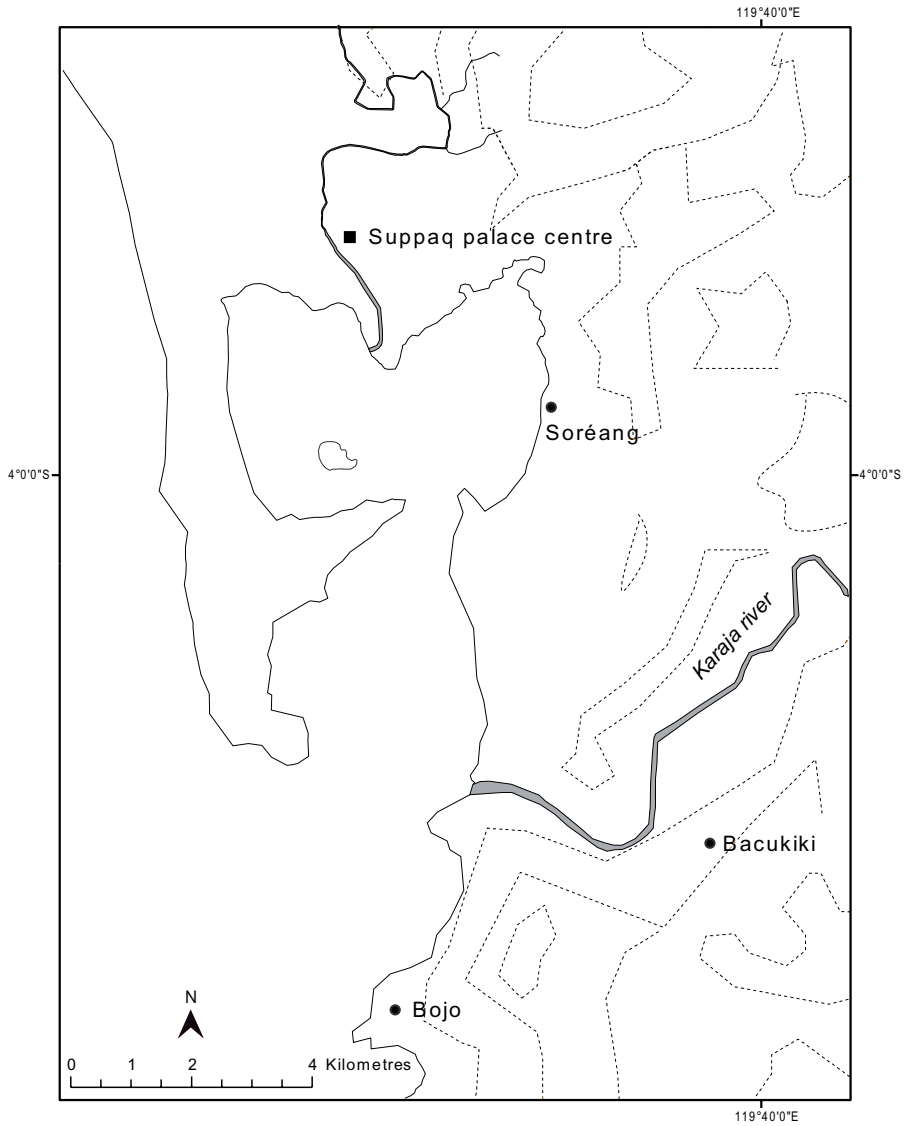 119°40'0"E
Suppaq palace centre
Soréang
4°0'0"S
4°0'0"S
Karaja river
Bacukiki
N
Bojo
0 1 2 4 Kilometres
119°40'0"E